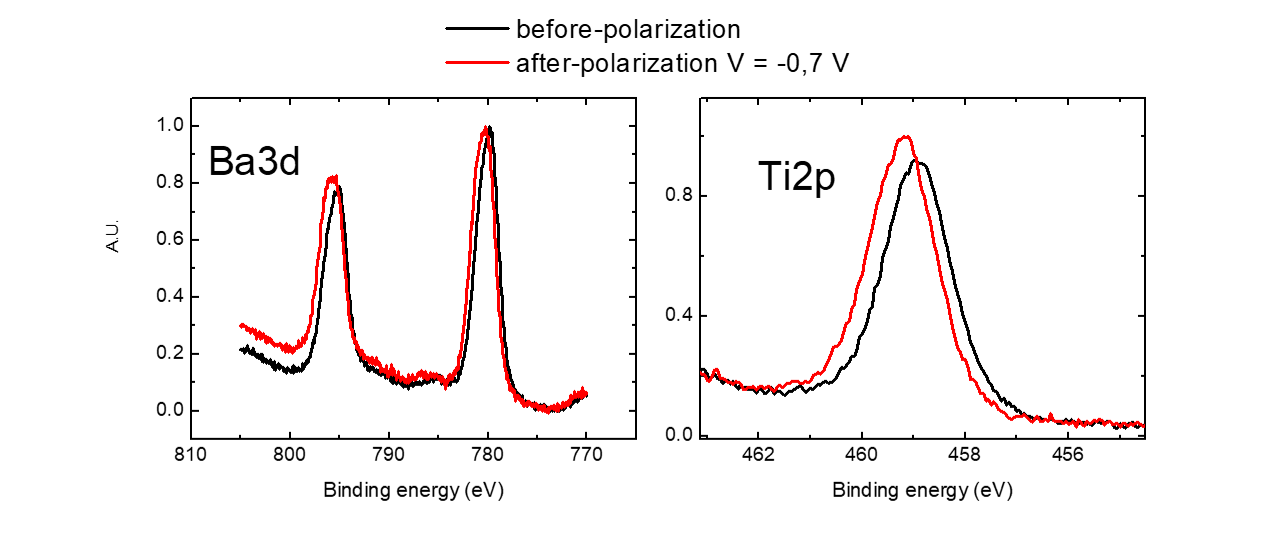 before-polarization
after-polarization V = -0,7 V
Ba3d
Ti2p
A.U.
1.0
0.8
0.6
0.4
0.2
0.0
810 800 790 780 770
Binding energy (eV)
0.8
0.4
0.0
462 460 458 456
Binding energy (eV)